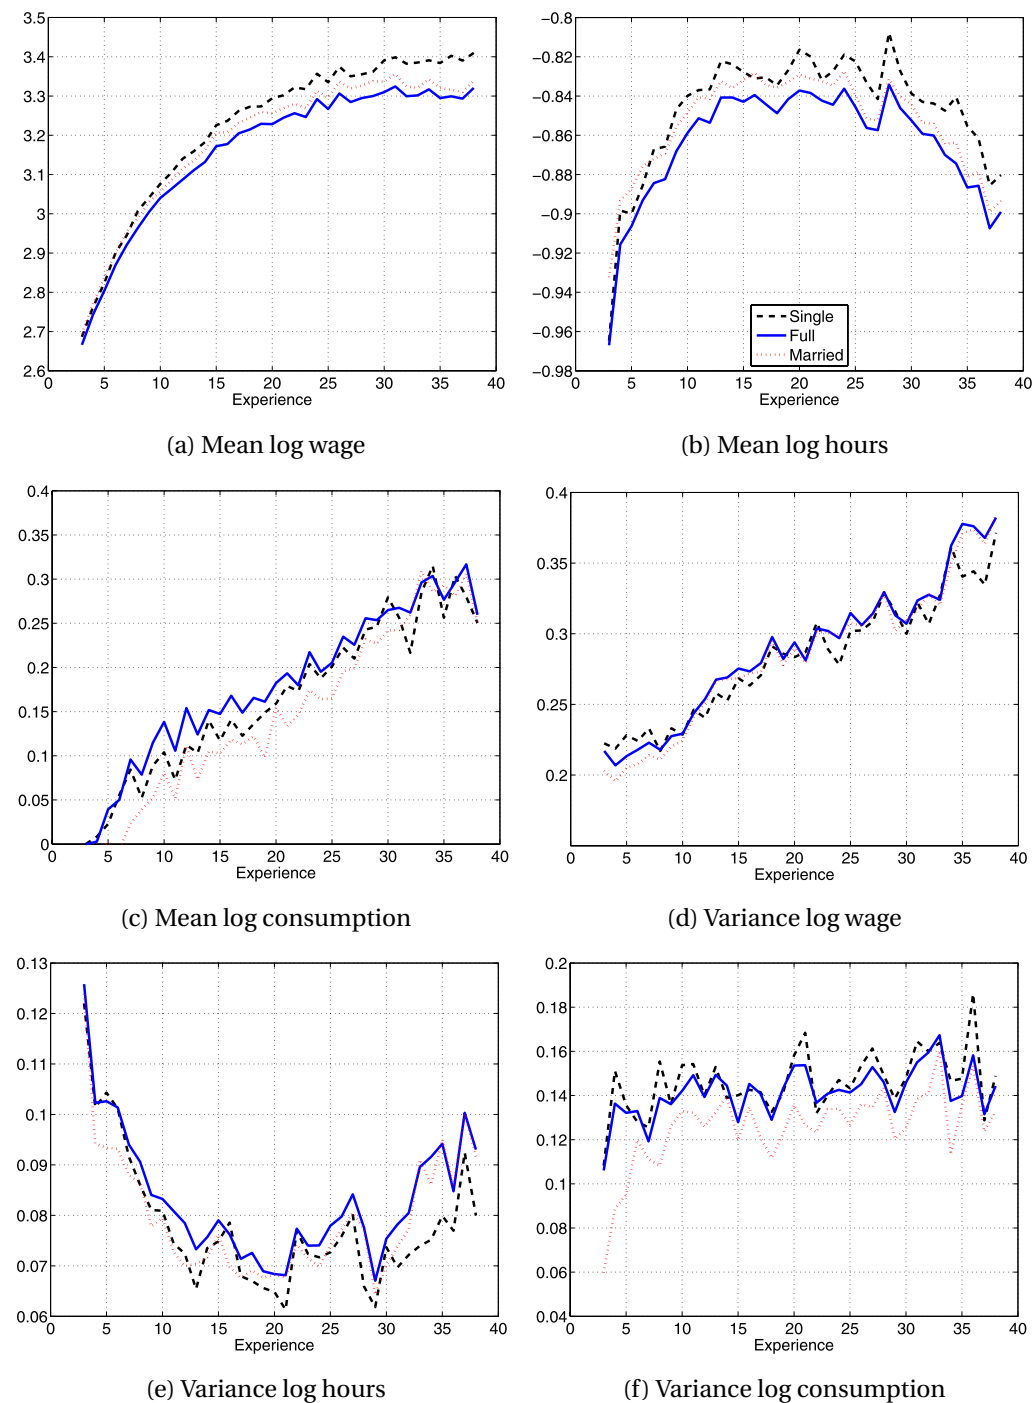 3.5
3.4
3.3
3.2
3.1
3
2.9
2.8
2.7
2.6
0 5 10 15 20 25 30 35 40
Experience
(a) Mean log wage
−0.8
−0.82
−0.84
−0.86
−0.88
−0.9
−0.92
−0.94
−0.96
−0.98
Single
Full
Married
0 5 10 15 20 25 30 35 40
Experience
(b) Mean log hours
0.4
0.35
0.3
0.25
0.2
0.15
0.1
0.05
0
0 5 10 15 20 25 30 35 40
Experience
(c) Mean log consumption
0.4
0.35
0.3
0.25
0.2
0 5 10 15 20 25 30 35 40
Experience
(d) Variance log wage
0.13
0.12
0.11
0.1
0.09
0.08
0.07
0.06
0 5 10 15 20 25 30 35 40
Experience
(e) Variance log hours
0.2
0.18
0.16
0.14
0.12
0.1
0.08
0.06
0.04
0 5 10 15 20 25 30 35 40
Experience
(f) Variance log consumption